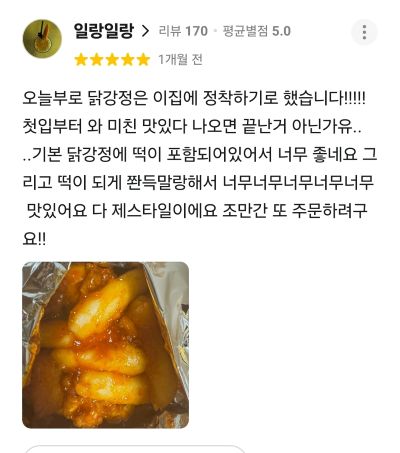 일랑일랑 > 리뷰 170 · 평균별점 5.0
1개월 전
오늘부로 닭강정은 이집에 정착하기로 했습니다!!!!!
첫입부터 와 미친 맛있다 나오면 끝난거 아닌가유..
..기본 닭강정에 떡이 포함되어있어서 너무 좋네요 그
리고 떡이 되게 쫜득말랑해서 너무너무너무너무너무
맛있어요 다 제스타일이에요 조만간 또 주문하려구
요!!